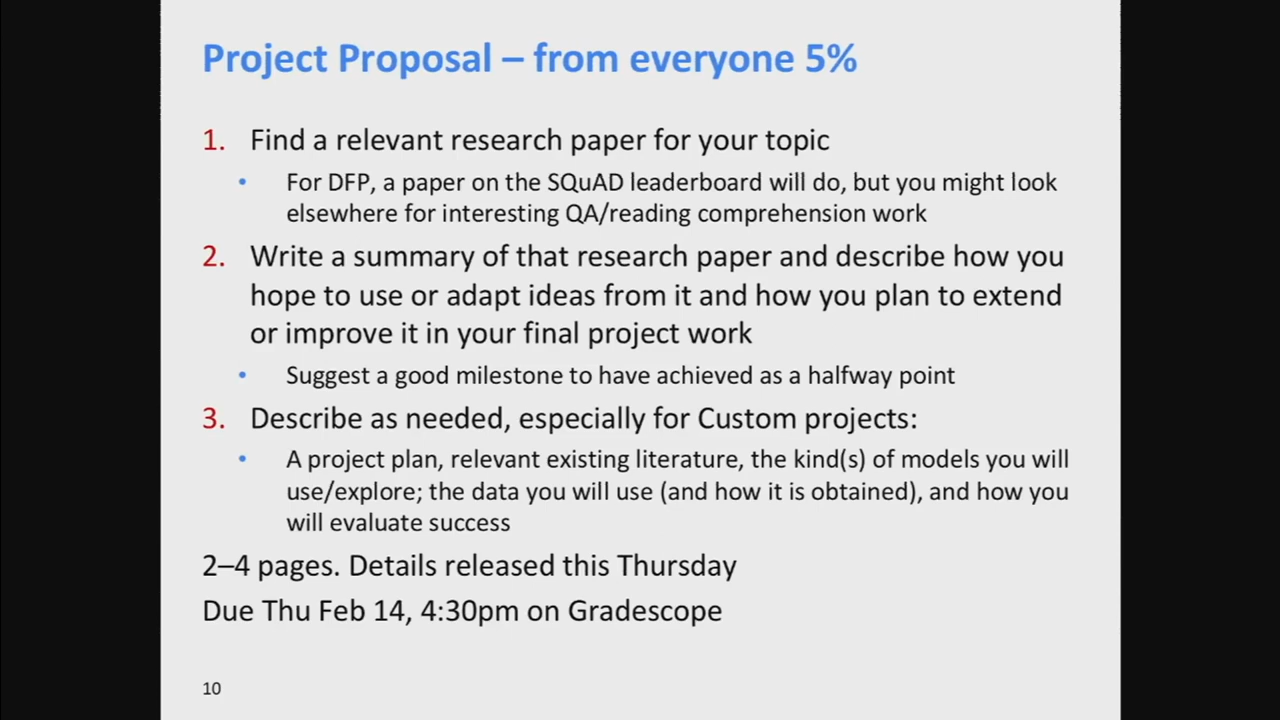 Project Proposal – from everyone 5%
1. Find a relevant research paper for your topic
• For DFP, a paper on the SQuAD leaderboard will do, but you might look
elsewhere for interesting QA/reading comprehension work
2. Write a summary of that research paper and describe how you
hope to use or adapt ideas from it and how you plan to extend
or improve it in your final project work
• Suggest a good milestone to have achieved as a halfway point
3. Describe as needed, especially for Custom projects:
• A project plan, relevant existing literature, the kind(s) of models you will
use/explore; the data you will use (and how it is obtained), and how you
will evaluate success
2–4 pages. Details released this Thursday
Due Thu Feb 14, 4:30pm on Gradescope
10